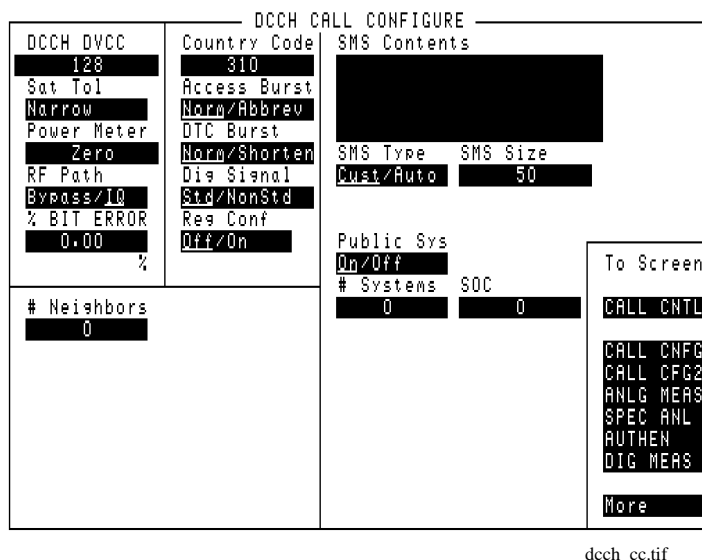 DCCH CALL CONFIGURE
DCCH DVCC
128
Sat Tol
Narrow
Power Meter
Zero
RF Path
Bypass/IQ
% BIT ERROR
0.00
%
Country Code
310
Access Burst
Norm/Abbrev
DTC Burst
Norm/Shorten
Dig Signal
Std/NonStd
Reg Conf
Off/On
SMS Contents
SMS Type
Cust/Auto
SMS Size
50
Public Sys
On/Off
# Systems
0
SOC
0
# Neighbors
0
To Screen
CALL CNTL
CALL CNFG
CALL CFG2
ANLG MEAS
SPEC ANL
AUTHEN
DIG MEAS
More
dcch_cc.tif